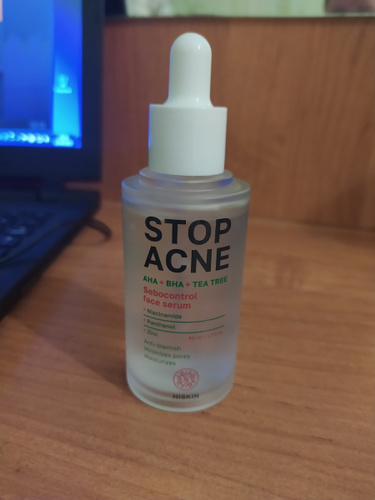 STOP
ACNE
AHA + BHA + TEA TREE
Sebocontrol
face serum
• Niacinamide
• Panthenol
• Zinc
Anti-blemish
Minimizes pores
Moisturizes
HISKIN